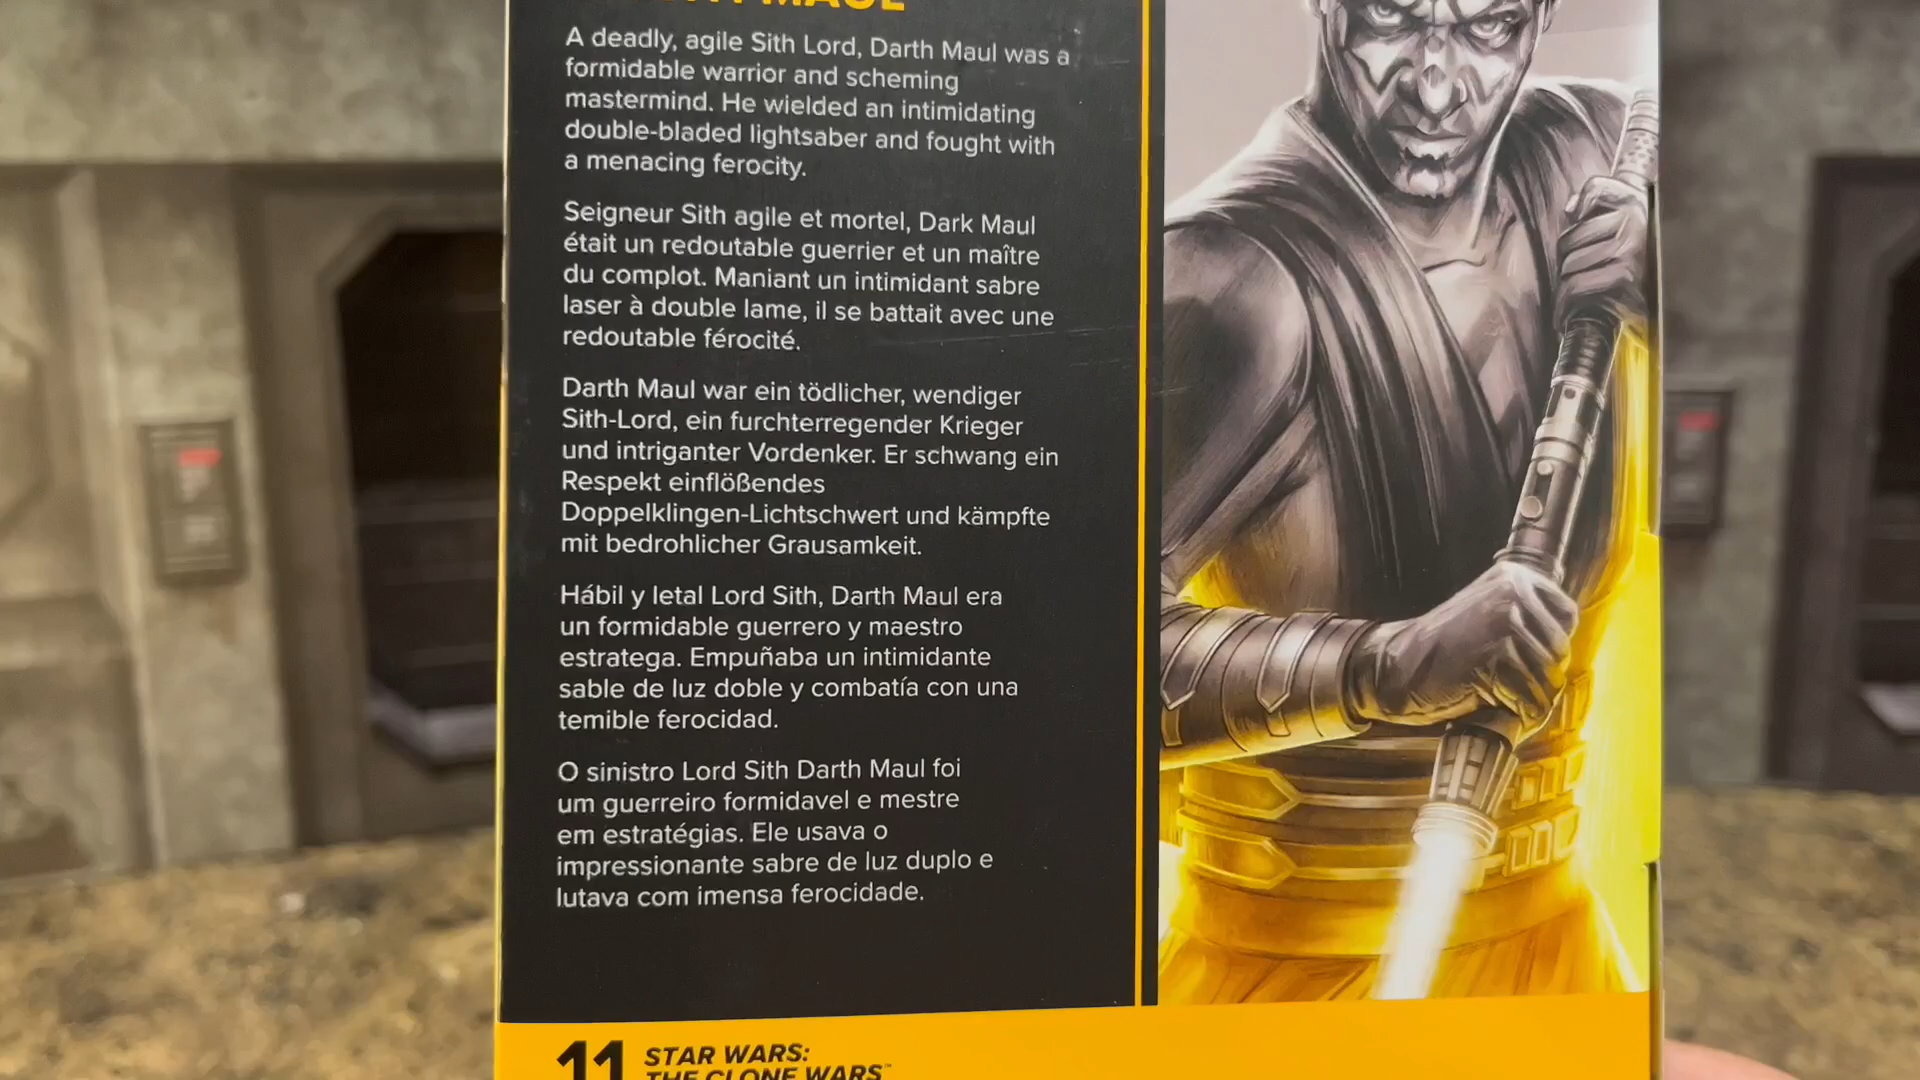 MAUL
A deadly, agile Sith Lord, Darth Maul was a
formidable warrior and scheming
mastermind. He wielded an intimidating
double-bladed lightsaber and fought with
a menacing ferocity.
Seigneur Sith agile et mortel, Dark Maul
était un redoutable guerrier et un maître
du complot. Maniant un intimidant sabre
laser à double lame, il se battait avec une
redoutable férocité.
Darth Maul war ein tödlicher, wendiger
Sith-Lord, ein furchterregender Krieger
und intriganter Vordenker. Er schwang ein
Respekt einflößendes
Doppelklingen-Lichtschwert und kämpfte
mit bedrohlicher Grausamkeit.
Hábil y letal Lord Sith, Darth Maul era
un formidable guerrero y maestro
estratega. Empuñaba un intimidante
sable de luz doble y combatía con una
temible ferocidad.
O sinistro Lord Sith Darth Maul foi
um guerreiro formidavel e mestre
em estratégias. Ele usava o
impressionante sabre de luz duplo e
lutava com imensa ferocidade.
11 STAR WARS:
THE CLONE WARS™